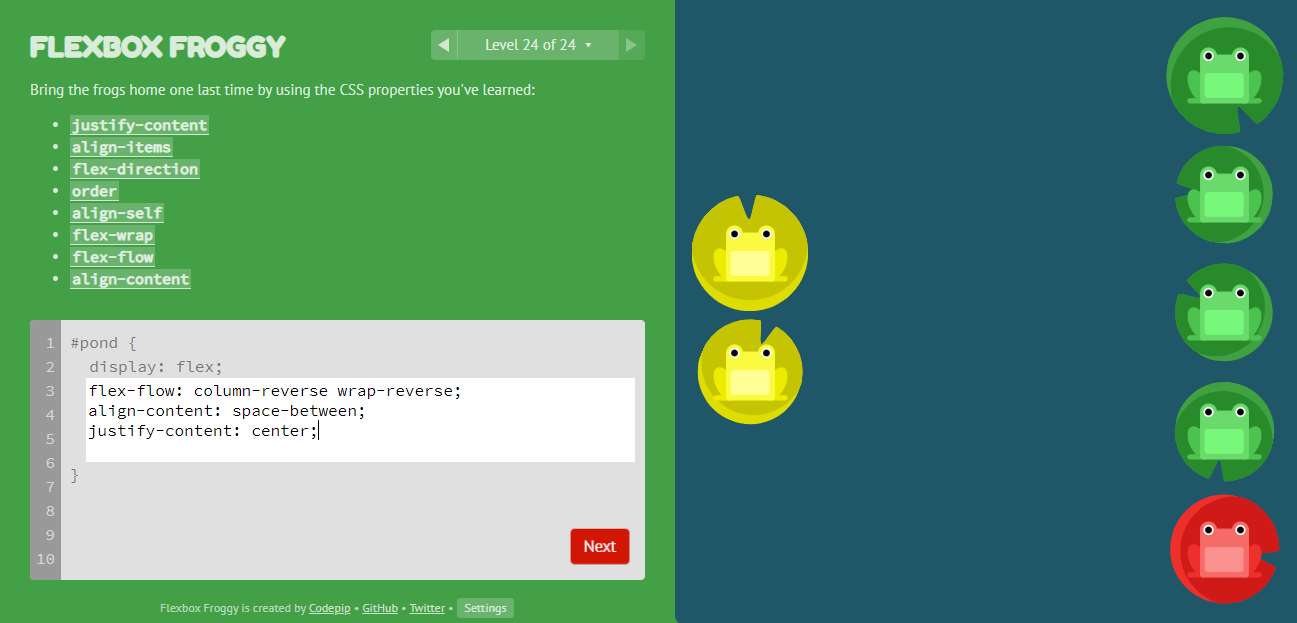 FLEXBOX FROGGY
◀ Level 24 of 24 ▾ ▶
Bring the frogs home one last time by using the CSS properties you've learned:
• justify-content
• align-items
• flex-direction
• order
• align-self
• flex-wrap
• flex-flow
• align-content
1 #pond {
2 display: flex;
3 flex-flow: column-reverse wrap-reverse;
4 align-content: space-between;
5 justify-content: center;
6 }
7
8
9
10
Next
Flexbox Froggy is created by Codepip • GitHub • Twitter • Settings